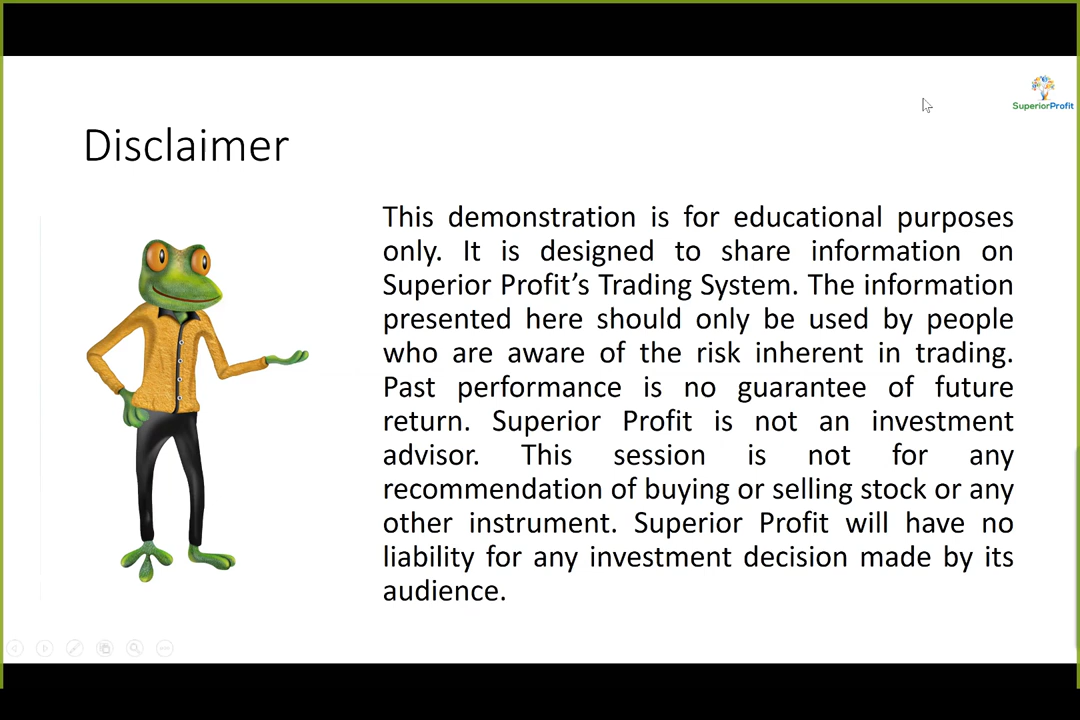 SuperiorProfit
Disclaimer
This demonstration is for educational purposes
only. It is designed to share information on
Superior Profit’s Trading System. The information
presented here should only be used by people
who are aware of the risk inherent in trading.
Past performance is no guarantee of future
return. Superior Profit is not an investment
advisor. This session is not for any
recommendation of buying or selling stock or any
other instrument. Superior Profit will have no
liability for any investment decision made by its
audience.